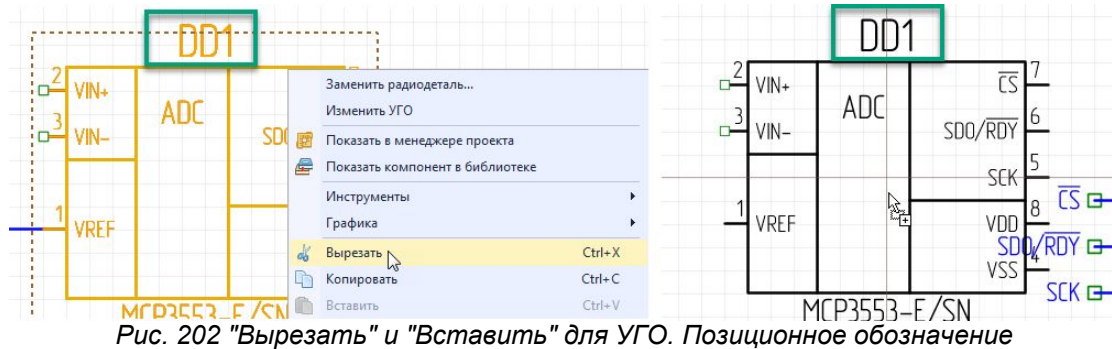 DD1
2 VIN+
ADC
3 VIN–
SDO
1 VREF
MCP3553-E/SN
Заменить радиодеталь...
Изменить УГО
Показать в менеджере проекта
Показать компонент в библиотеке
Инструменты
Графика
Вырезать Ctrl+X
Копировать Ctrl+C
Вставить Ctrl+V
DD1
2 VIN+ ADC CS 7
3 VIN– SDO/RDY 6
SCK 5
CS
1 VREF VDD 8
SDO/RDY
VSS 4
SCK
MCP3553-E/SN
Рис. 202 "Вырезать" и "Вставить" для УГО. Позиционное обозначение